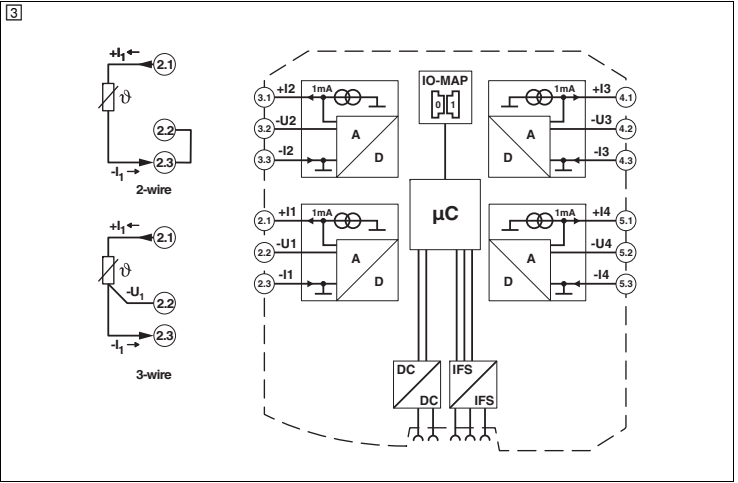 3
+I1 ←
2.1
ϑ
2.2
2.3
-I1 →
2-wire
+I1 ←
2.1
ϑ
-U1
2.2
2.3
-I1 →
3-wire
3.1 +I2 1mA
3.2 -U2 A
3.3 -I2 D
IO-MAP
0 1
1mA +I3 4.1
A -U3 4.2
D -I3 4.3
µC
2.1 +I1 1mA
2.2 -U1 A
2.3 -I1 D
1mA +I4 5.1
A -U4 5.2
D -I4 5.3
DC
DC
IFS
IFS